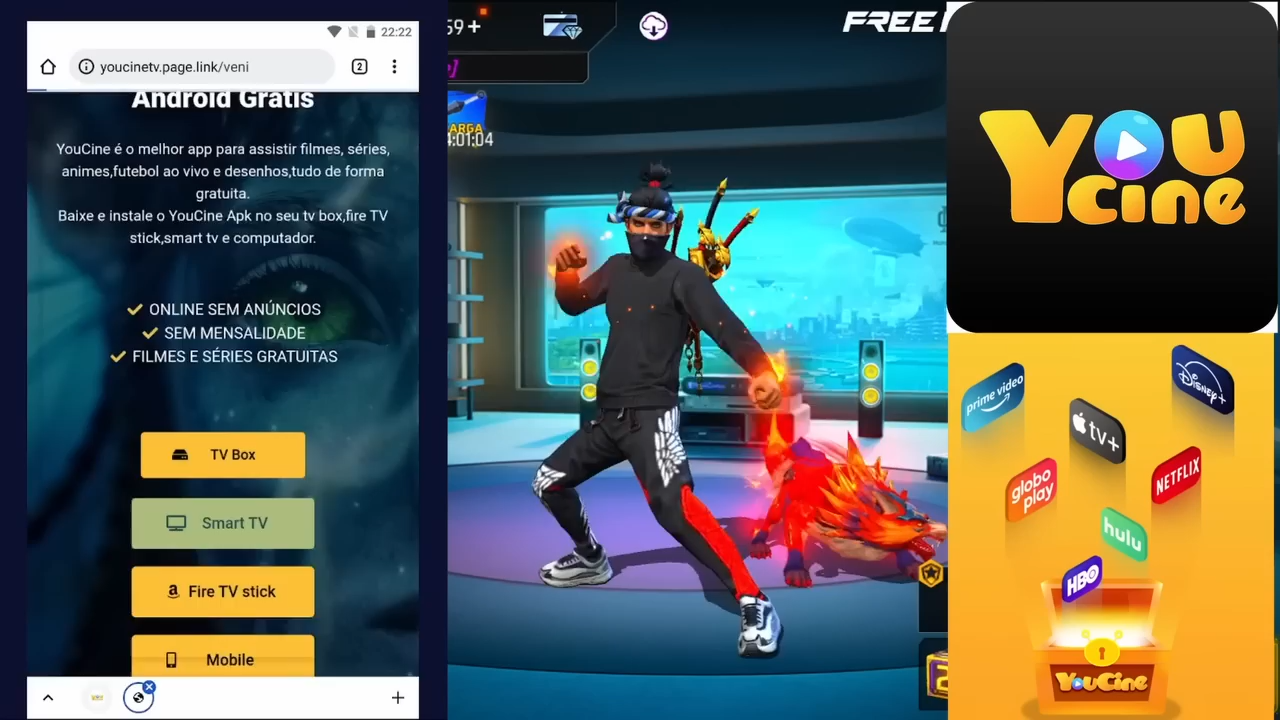 22:22
youcinetv.page.link/veni
2
Android Grátis
YouCine é o melhor app para assistir filmes, séries,
animes,futebol ao vivo e desenhos,tudo de forma
gratuita.
Baixe e instale o YouCine Apk no seu tv box,fire TV
stick,smart tv e computador.
ONLINE SEM ANÚNCIOS
SEM MENSALIDADE
FILMES E SÉRIES GRATUITAS
TV Box
Smart TV
Fire TV stick
Mobile
59+
FREE
ARGA
4:01:04
YouCine
prime video
Disney+
tv+
globo
play
NETFLIX
hulu
HBO
YouCine